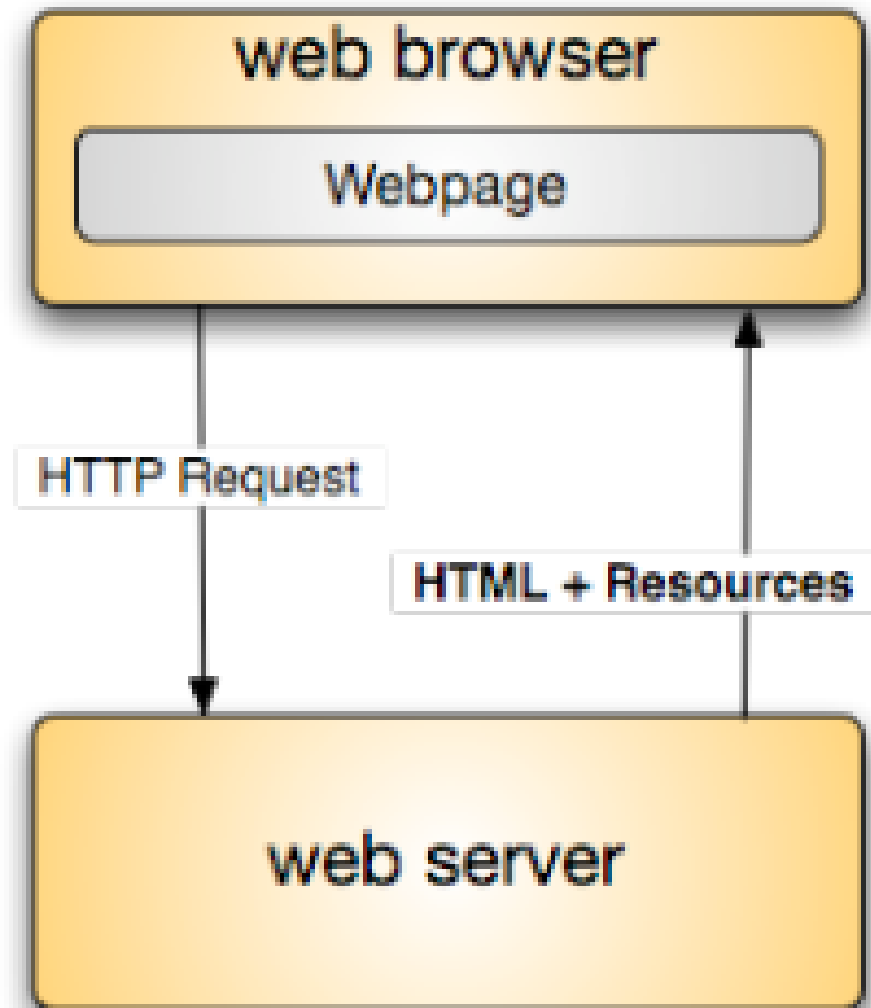 web browser
Webpage
HTTP Request
HTML + Resources
web server